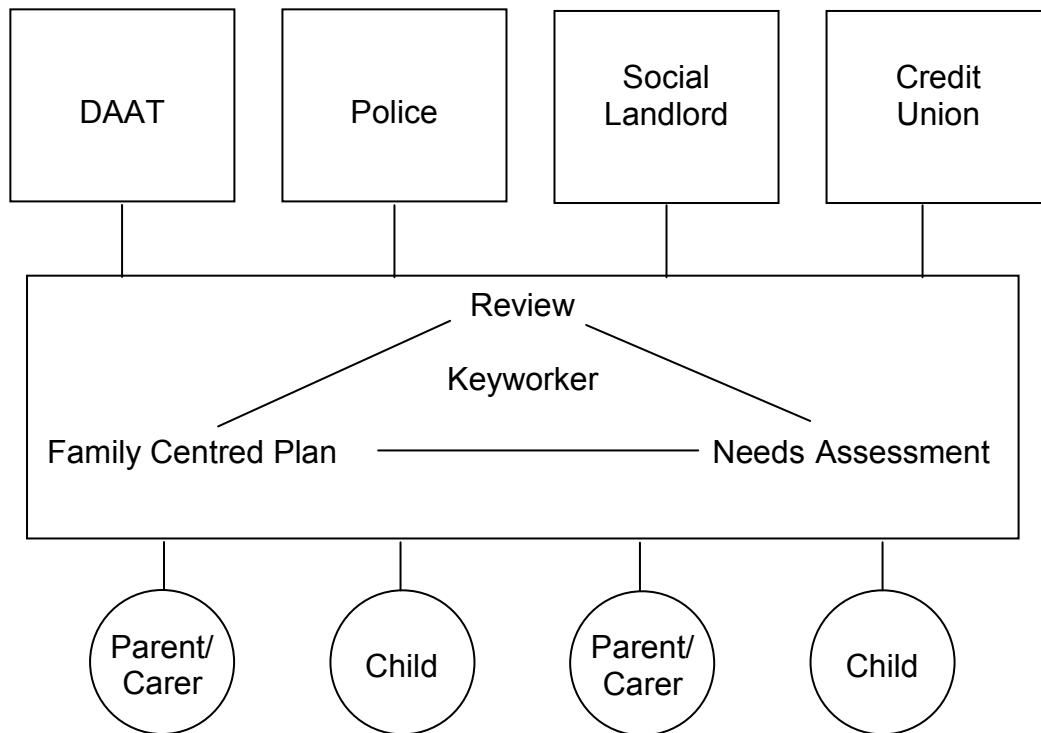 DAAT
Police
Social
Landlord
Credit
Union
Review
Keyworker
Family Centred Plan
Needs Assessment
Parent/
Carer
Child
Parent/
Carer
Child